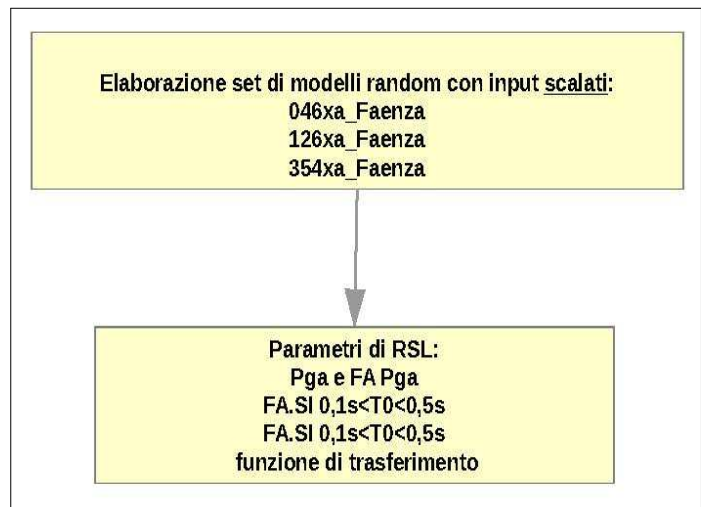 Elaborazione set di modelli random con input scalati:
046xa_Faenza
126xa_Faenza
354xa_Faenza
Parametri di RSL:
Pga e FA Pga
FA.SI 0,1s<T0<0,5s
FA.SI 0,1s<T0<0,5s
funzione di trasferimento